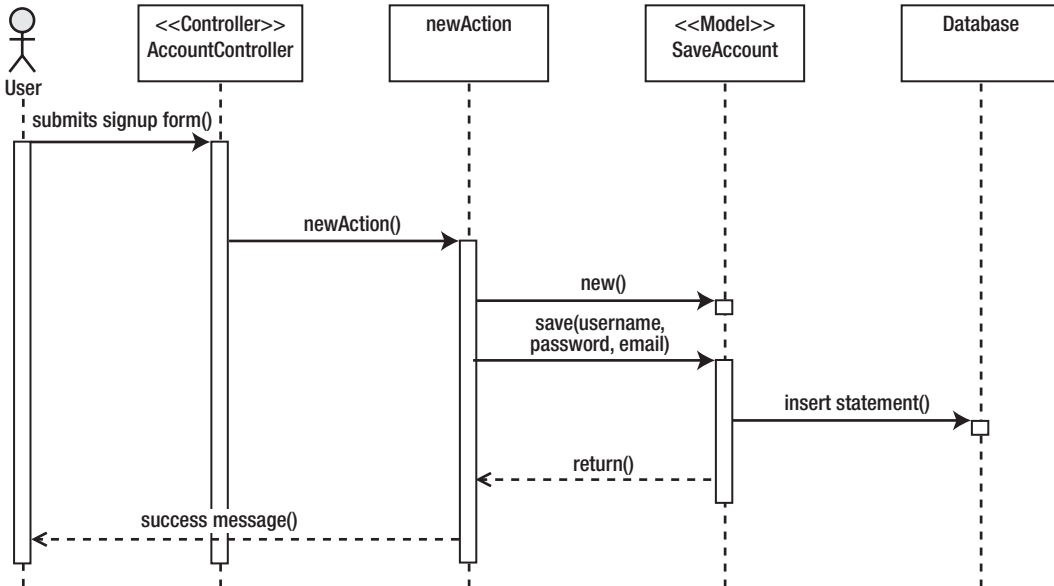 <<Controller>>
AccountController
newAction
<<Model>>
SaveAccount
Database
User
submits signup form()
newAction()
new()
save(username,
password, email)
insert statement()
return()
success message()